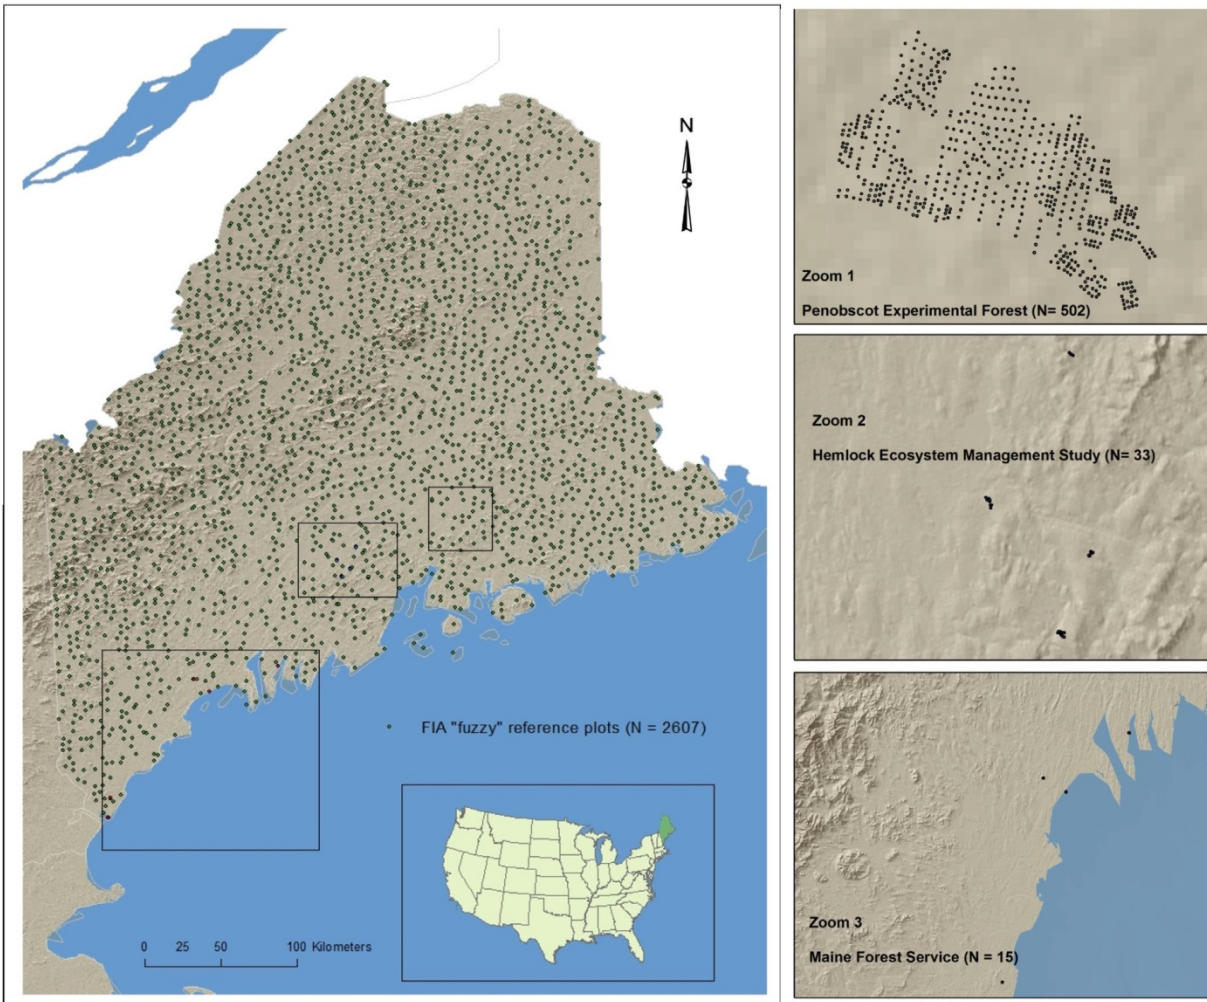 N
FIA "fuzzy" reference plots (N = 2607)
0 25 50 100 Kilometers
Zoom 1
Penobscot Experimental Forest (N= 502)
Zoom 2
Hemlock Ecosystem Management Study (N= 33)
Zoom 3
Maine Forest Service (N = 15)